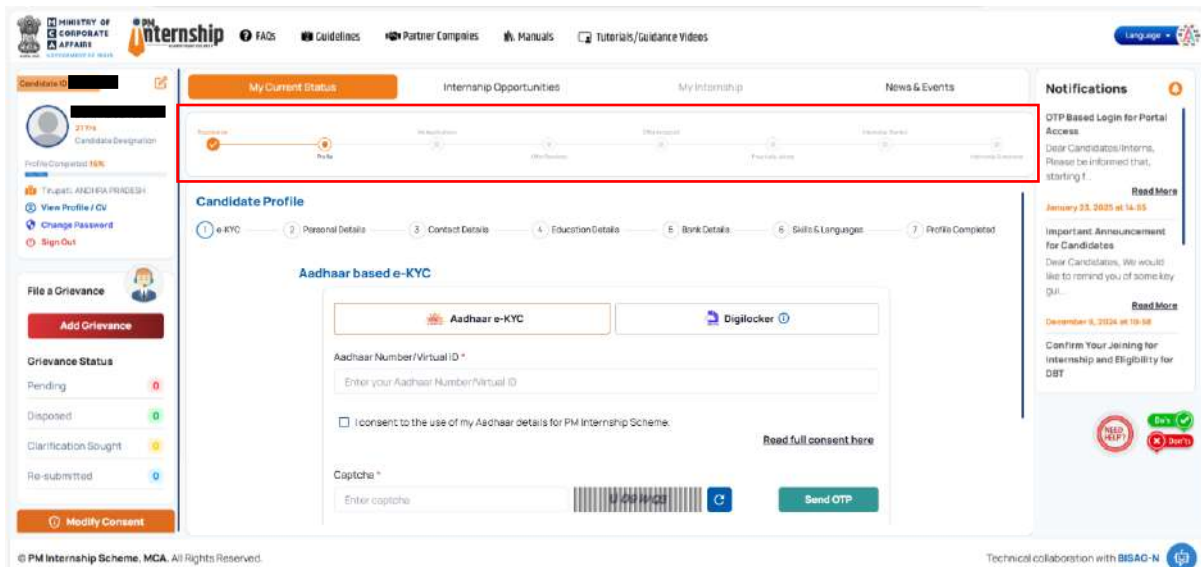 MINISTRY OF
CORPORATE
AFFAIRS
GOVERNMENT OF INDIA
PM
internship
FAQs
Guidelines
Partner Companies
Manuals
Tutorials/Guidance Videos
Language
Candidate ID
21 Yrs
Candidate Designation
Profile Completed 16%
Tirupati, ANDHRA PRADESH
View Profile / CV
Change Password
Sign Out
File a Grievance
Add Grievance
Grievance Status
Pending 0
Disposed 0
Clarification Sought 0
Re-submitted 0
Modify Consent
My Current Status
Internship Opportunities
My Internship
News & Events
Profile
Candidate Profile
1 e-KYC
2 Personal Details
3 Contact Details
4 Education Details
5 Bank Details
6 Skills & Languages
7 Profile Completed
Aadhaar based e-KYC
Aadhaar e-KYC
Digilocker
Aadhaar Number/Virtual ID *
Enter your Aadhaar Number/Virtual ID
I consent to the use of my Aadhaar details for PM Internship Scheme.
Read full consent here
Captcha *
Enter captcha
Send OTP
Notifications
OTP Based Login for Portal
Access
Dear Candidates/Interns,
Please be informed that,
starting f...
Read More
January 23, 2025 at 14:55
Important Announcement
for Candidates
Dear Candidates, We would
like to remind you of some key
gui...
Read More
Confirm Your Joining for
Internship and Eligibility for
DBT
NEED
HELP?
Do's
Don'ts
© PM Internship Scheme, MCA. All Rights Reserved.
Technical collaboration with BISAG-N